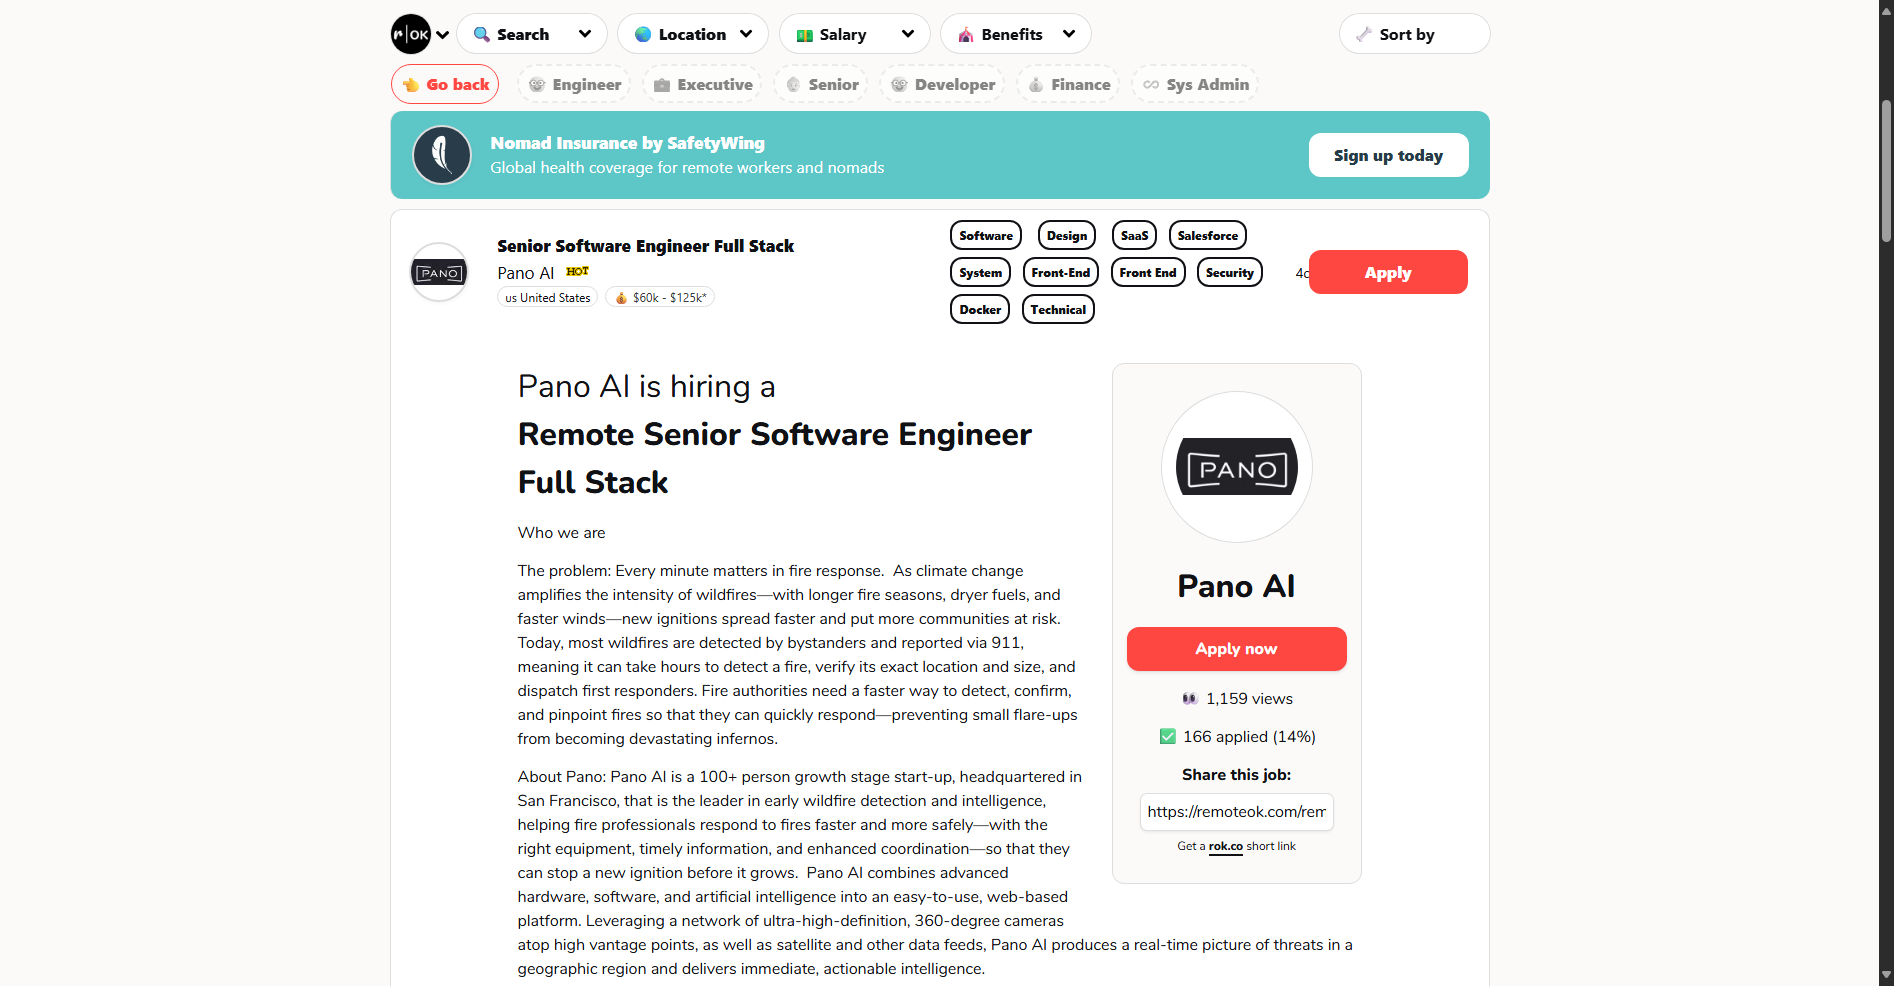 r|OK
Search
Location
Salary
Benefits
Sort by
Go back
Engineer
Executive
Senior
Developer
Finance
Sys Admin
Nomad Insurance by SafetyWing
Global health coverage for remote workers and nomads
Sign up today
PANO
Senior Software Engineer Full Stack
Pano AI HOT
us United States
$60k - $125k*
Software Design SaaS Salesforce
System Front-End Front End Security
Docker Technical
4d
Apply
Pano AI is hiring a
Remote Senior Software Engineer
Full Stack
Who we are
The problem: Every minute matters in fire response.  As climate change
amplifies the intensity of wildfires—with longer fire seasons, dryer fuels, and
faster winds—new ignitions spread faster and put more communities at risk.
Today, most wildfires are detected by bystanders and reported via 911,
meaning it can take hours to detect a fire, verify its exact location and size, and
dispatch first responders. Fire authorities need a faster way to detect, confirm,
and pinpoint fires so that they can quickly respond—preventing small flare-ups
from becoming devastating infernos.
About Pano: Pano AI is a 100+ person growth stage start-up, headquartered in
San Francisco, that is the leader in early wildfire detection and intelligence,
helping fire professionals respond to fires faster and more safely—with the
right equipment, timely information, and enhanced coordination—so that they
can stop a new ignition before it grows.  Pano AI combines advanced
hardware, software, and artificial intelligence into an easy-to-use, web-based
platform. Leveraging a network of ultra-high-definition, 360-degree cameras
atop high vantage points, as well as satellite and other data feeds, Pano AI produces a real-time picture of threats in a
geographic region and delivers immediate, actionable intelligence.
PANO
Pano AI
Apply now
1,159 views
166 applied (14%)
Share this job:
https://remoteok.com/rem
Get a rok.co short link